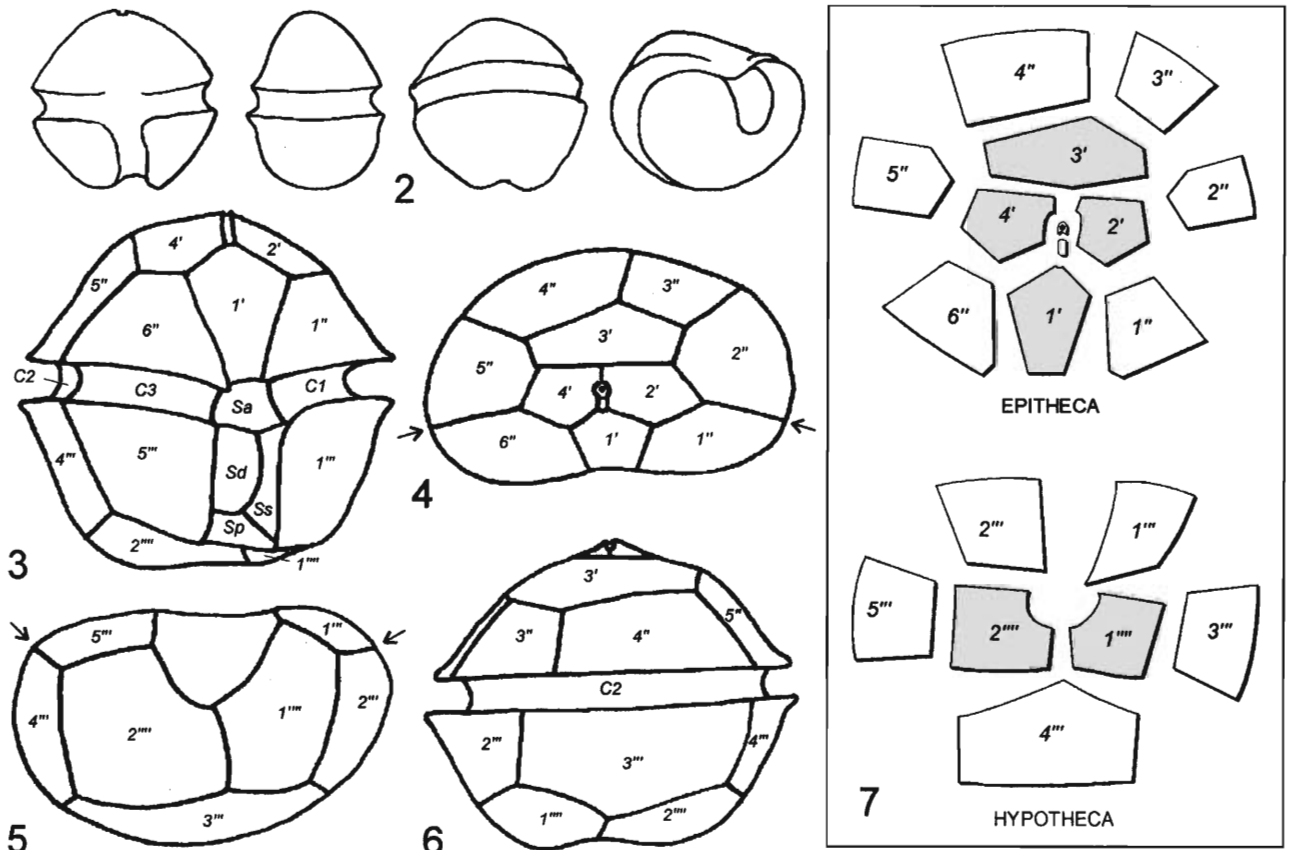 2
4' 2'
5" 6" 1' 1"
C2 C3 Sa C1
4''' 5''' Sd Ss 1'''
Sp
2'''' 1''''
3
4" 3"
3'
5" 2"
4' 2'
6" 1' 1"
4
5''' 1'''
4''' 2'''' 1'''' 2'''
3'''
5
3'
3" 4" 5"
C2
2''' 3''' 4'''
1'''' 2''''
6
4" 3"
3'
5" 2"
4' 2'
6" 1' 1"
EPITHECA
2''' 1'''
5''' 2'''' 1'''' 3'''
4'''
7
HYPOTHECA